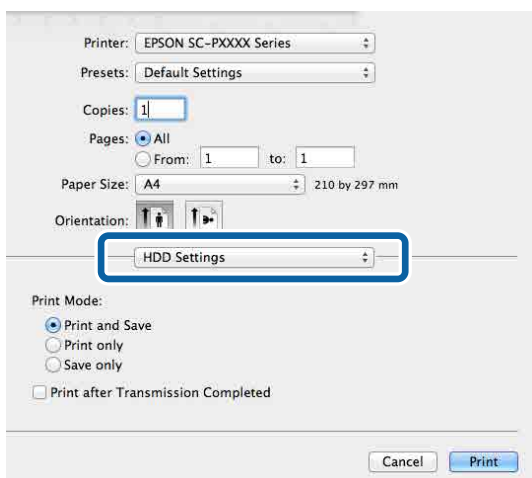 Printer: EPSON SC-PXXXX Series
Presets: Default Settings
Copies: 1
Pages: All
From: 1 to: 1
Paper Size: A4 210 by 297 mm
Orientation:
HDD Settings
Print Mode:
Print and Save
Print only
Save only
Print after Transmission Completed
Cancel Print